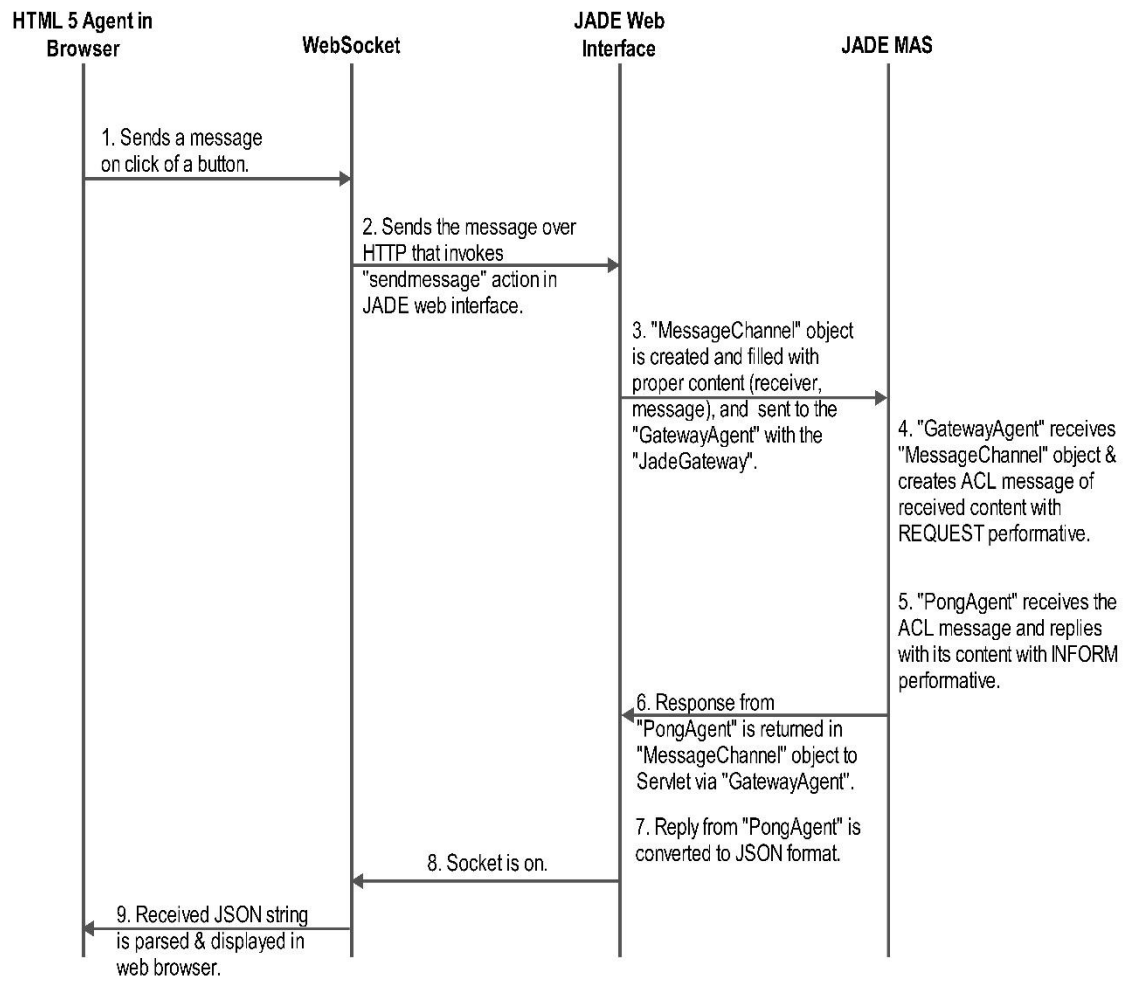 HTML 5 Agent in
Browser
WebSocket
JADE Web
Interface
JADE MAS
1. Sends a message
on click of a button.
2. Sends the message over
HTTP that invokes
"sendmessage" action in
JADE web interface.
3. "MessageChannel" object
is created and filled with
proper content (receiver,
message), and sent to the
"GatewayAgent" with the
"JadeGateway".
4. "GatewayAgent" receives
"MessageChannel" object &
creates ACL message of
received content with
REQUEST performative.
5. "PongAgent" receives the
ACL message and replies
with its content with INFORM
performative.
6. Response from
"PongAgent" is returned in
"MessageChannel" object to
Servlet via "GatewayAgent".
7. Reply from "PongAgent" is
converted to JSON format.
8. Socket is on.
9. Received JSON string
is parsed & displayed in
web browser.